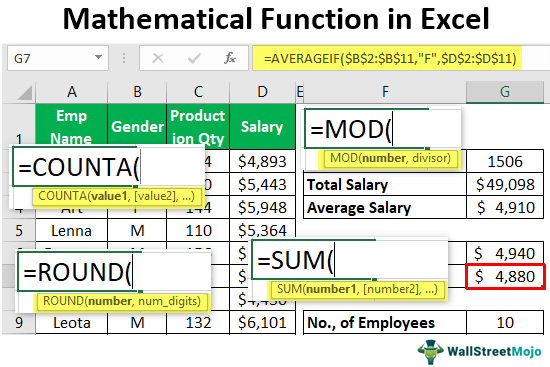 Mathematical Function in Excel
G7 fx =AVERAGEIF($B$2:$B$11,"F",$D$2:$D$11)
A B C D E F G
1 Emp Name Gender Product ion Qty Salary
=MOD(
MOD(number, divisor)
=COUNTA(
COUNTA(value1, [value2], ...)
4 $4,893 1506
0 $5,443 Total Salary $49,098
4 144 $5,948 Average Salary $ 4,910
5 Lenna M 110 $5,364
$ 4,940
=ROUND(
ROUND(number, num_digits)
=SUM(
SUM(number1, [number2], ...)
$ 4,880
9 Leota M 132 $6,101 No., of Employees 10
WallStreetMojo